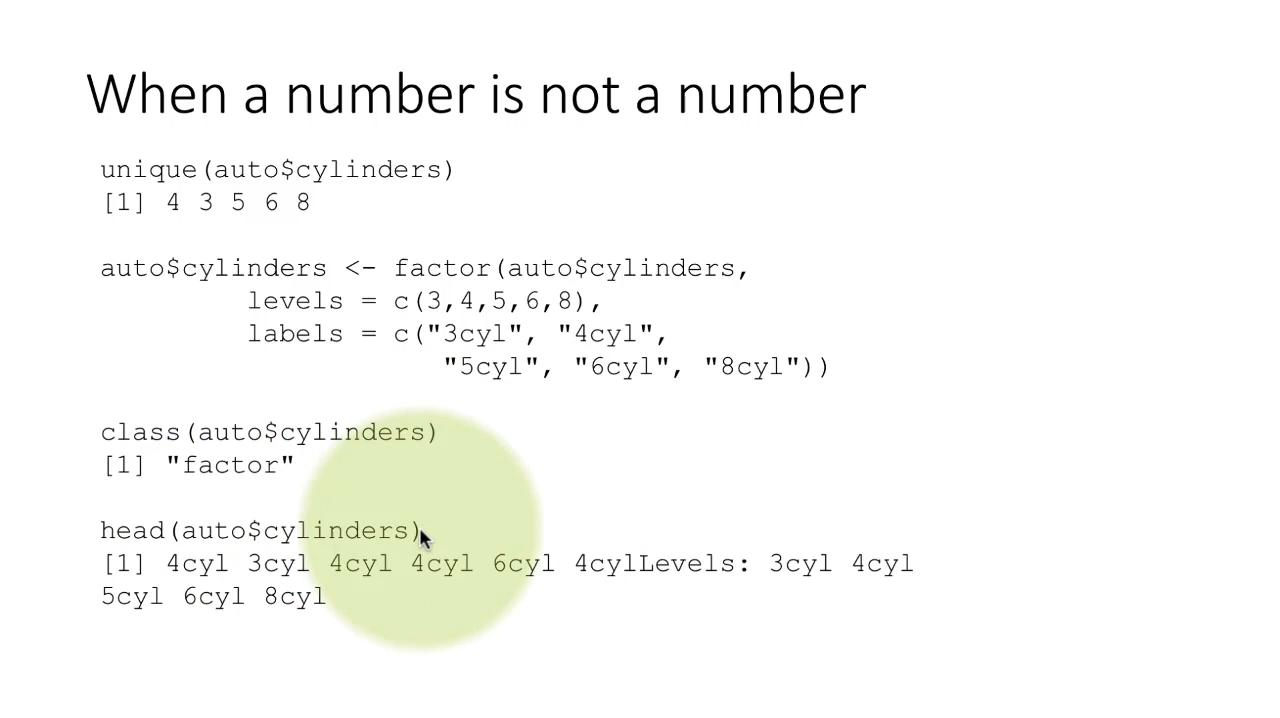 When a number is not a number
unique(auto$cylinders)
[1] 4 3 5 6 8
auto$cylinders <- factor(auto$cylinders,
levels = c(3,4,5,6,8),
labels = c("3cyl", "4cyl",
"5cyl", "6cyl", "8cyl"))
class(auto$cylinders)
[1] "factor"
head(auto$cylinders)
[1] 4cyl 3cyl 4cyl 4cyl 6cyl 4cylLevels: 3cyl 4cyl
5cyl 6cyl 8cyl